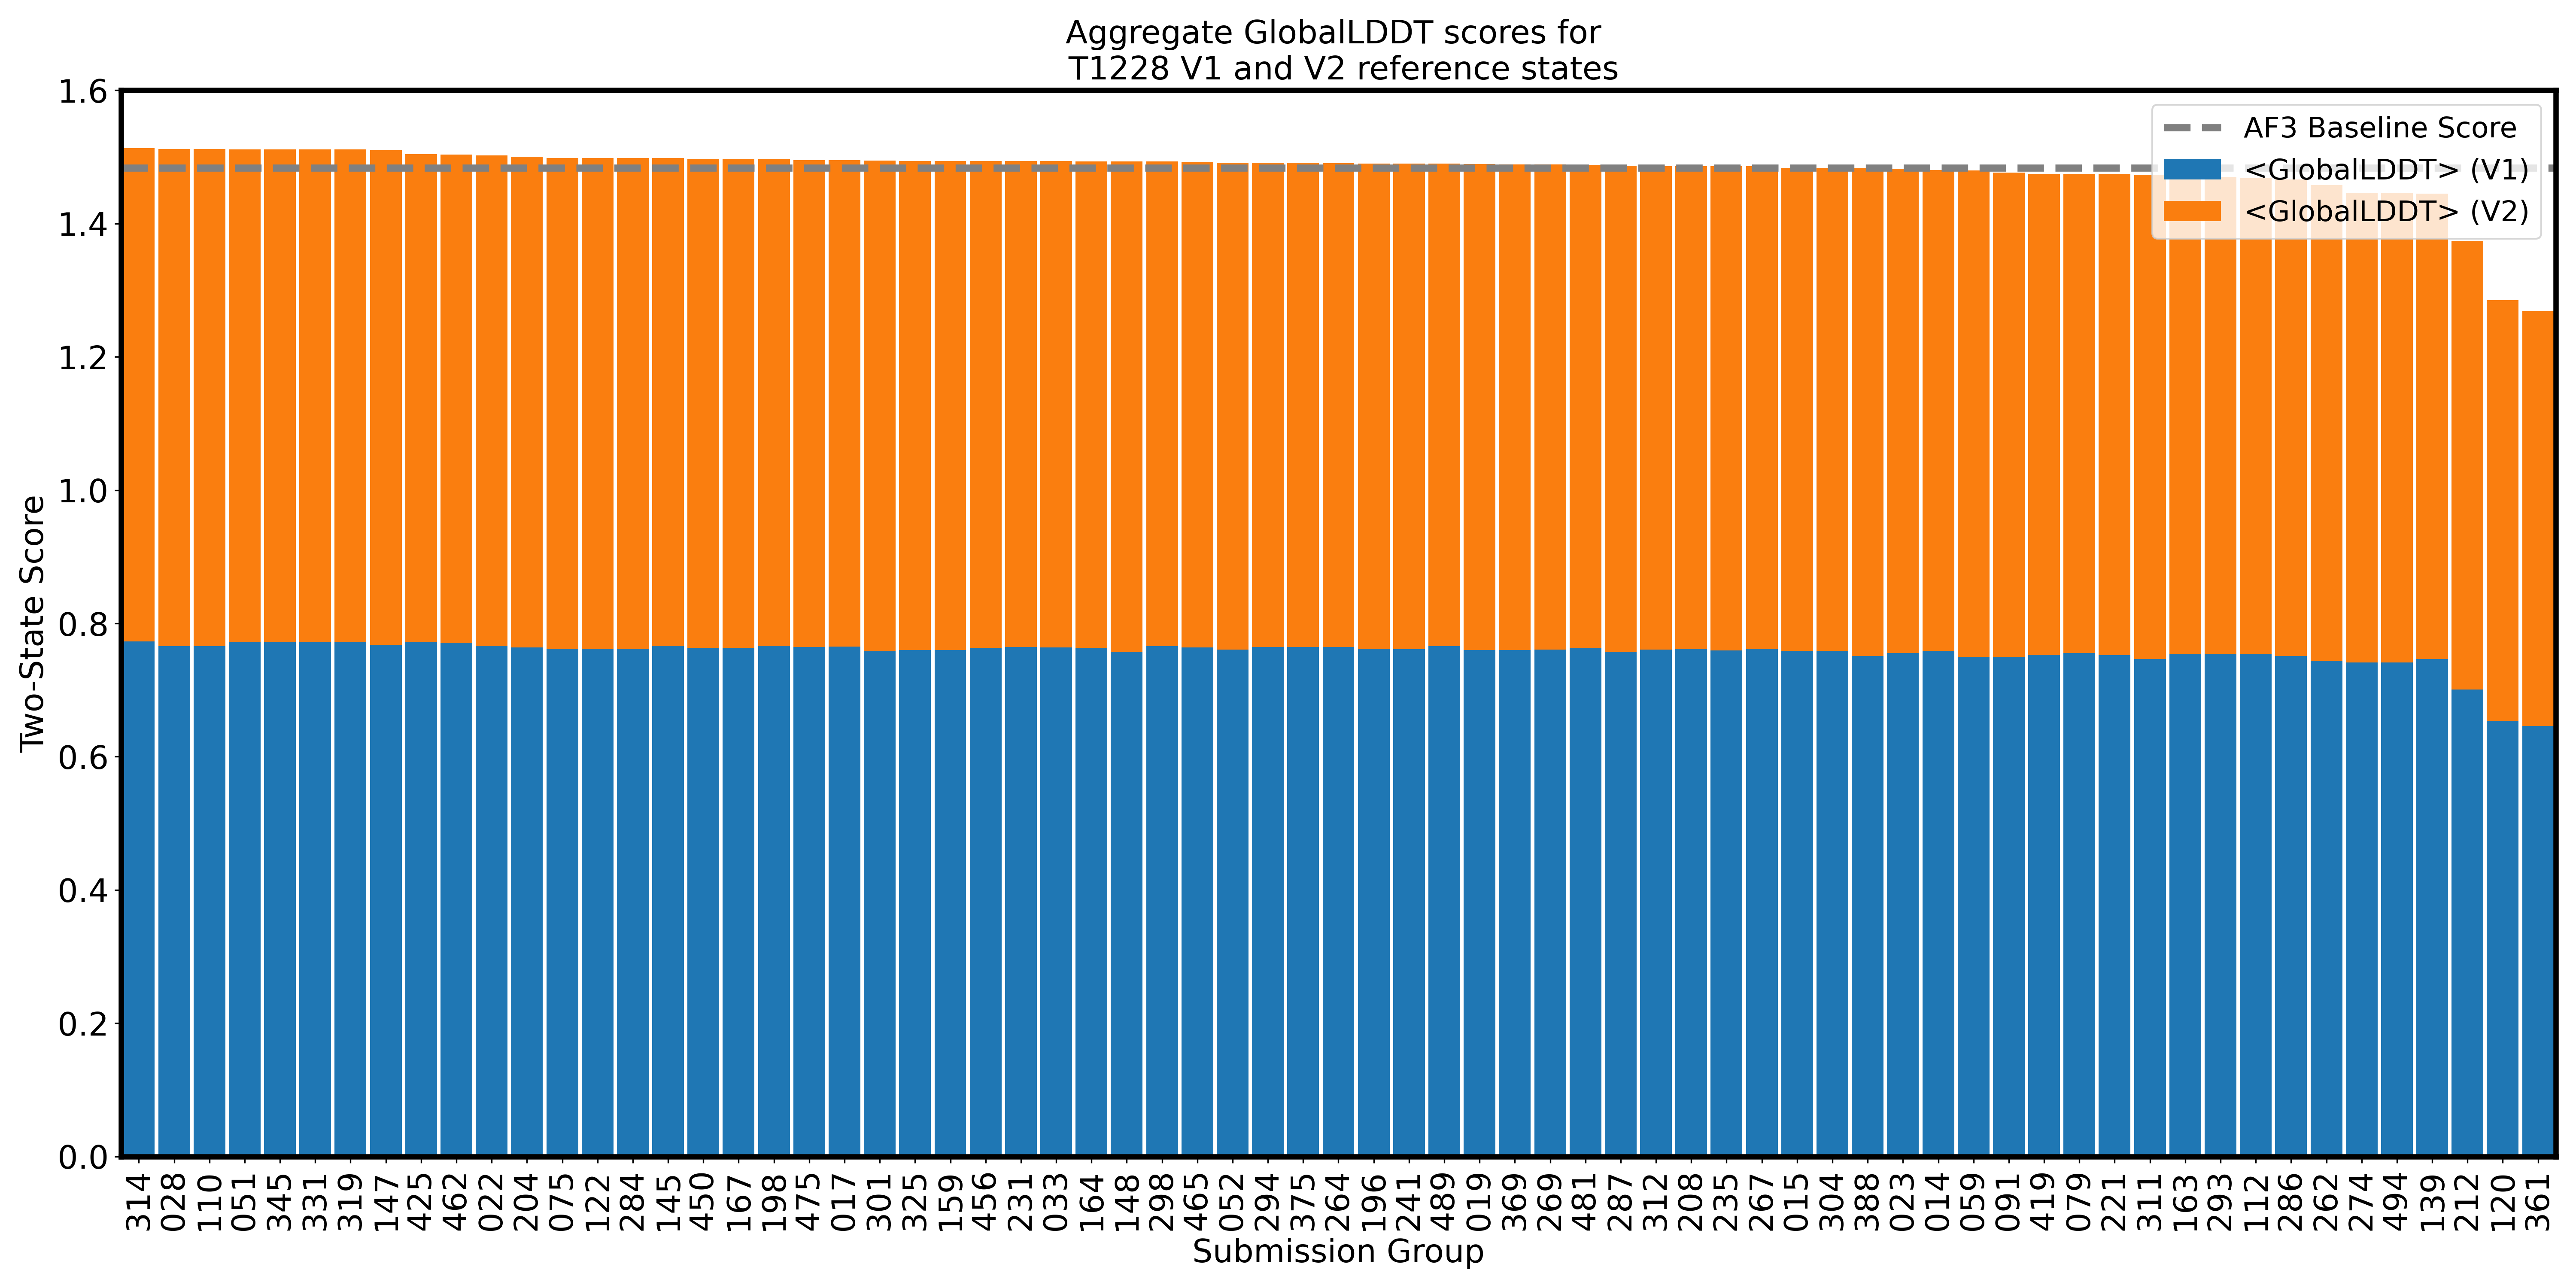 Aggregate GlobalLDDT scores for
T1228 V1 and V2 reference states
1.6
1.4
1.2
1.0
0.8
0.6
0.4
0.2
0.0
Two-State Score
AF3 Baseline Score
<GlobalLDDT> (V1)
<GlobalLDDT> (V2)
314 028 110 051 345 331 319 147 425 462 022 204 075 122 284 145 450 167 198 475 017 301 325 159 456 231 033 164 148 298 465 052 294 375 264 196 241 489 019 369 269 481 287 312 208 235 267 015 304 388 023 014 059 091 419 079 221 311 163 293 112 286 262 274 494 139 212 120 361
Submission Group